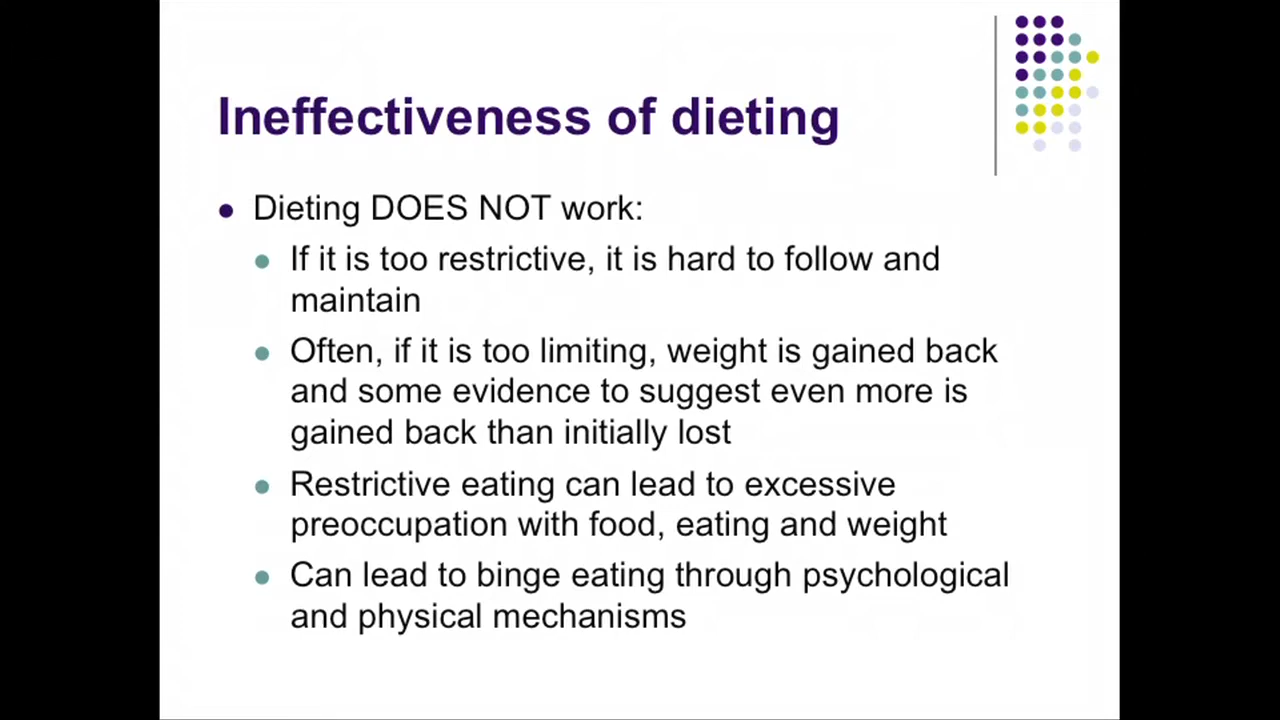 Ineffectiveness of dieting
Dieting DOES NOT work:
If it is too restrictive, it is hard to follow and
maintain
Often, if it is too limiting, weight is gained back
and some evidence to suggest even more is
gained back than initially lost
Restrictive eating can lead to excessive
preoccupation with food, eating and weight
Can lead to binge eating through psychological
and physical mechanisms